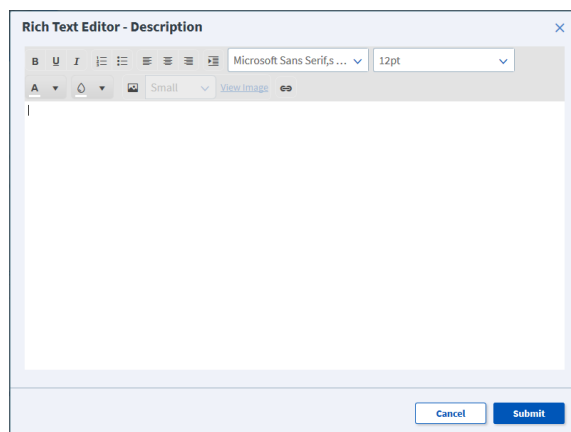 Rich Text Editor - Description
B U I Microsoft Sans Serif,s ... 12pt
A Small View Image
Cancel Submit